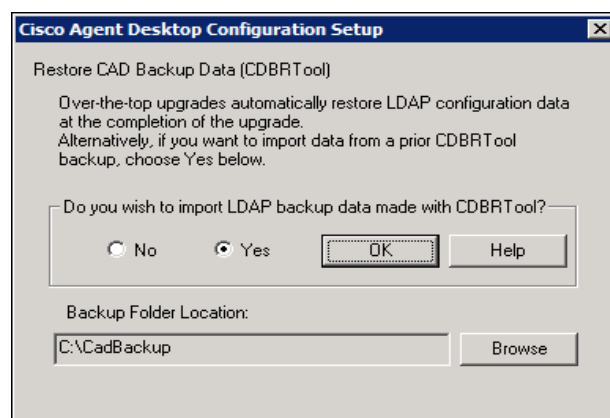 Cisco Agent Desktop Configuration Setup
Restore CAD Backup Data (CDBRTool)
Over-the-top upgrades automatically restore LDAP configuration data
at the completion of the upgrade.
Alternatively, if you want to import data from a prior CDBRTool
backup, choose Yes below.
Do you wish to import LDAP backup data made with CDBRTool?
No Yes OK Help
Backup Folder Location:
C:\CadBackup Browse